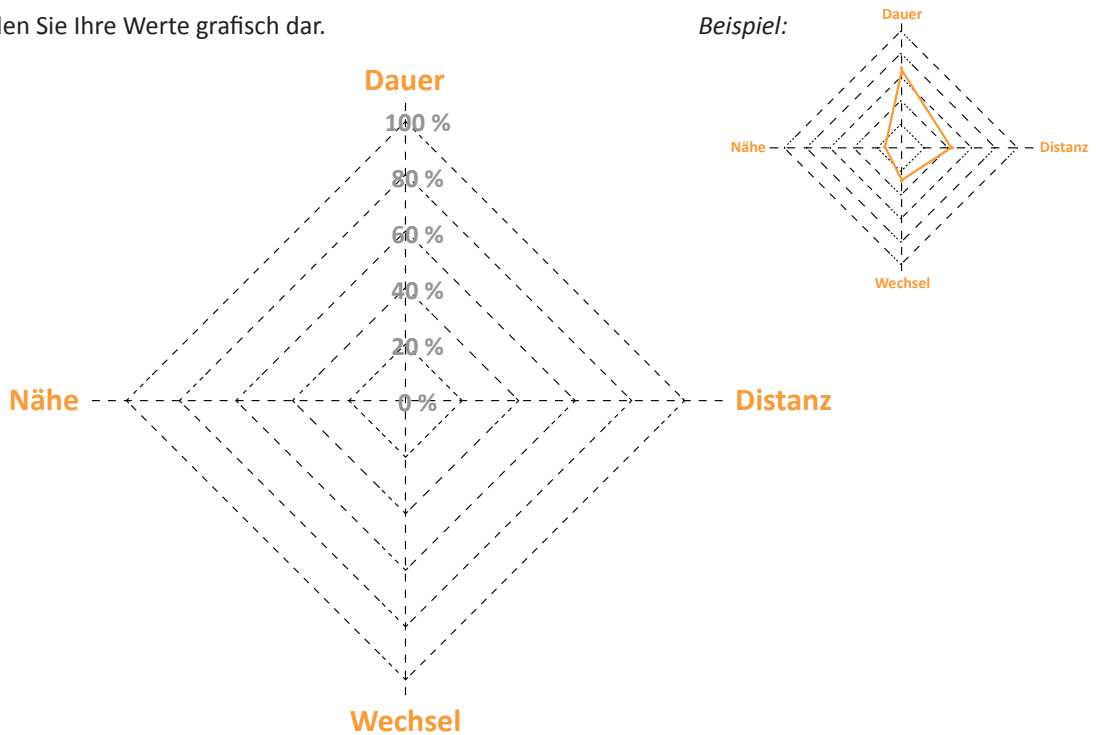 len Sie Ihre Werte grafisch dar.
Beispiel:
Dauer
Nähe
Distanz
Wechsel
Dauer
100 %
80 %
60 %
40 %
20 %
Nähe
0 %
Distanz
Wechsel